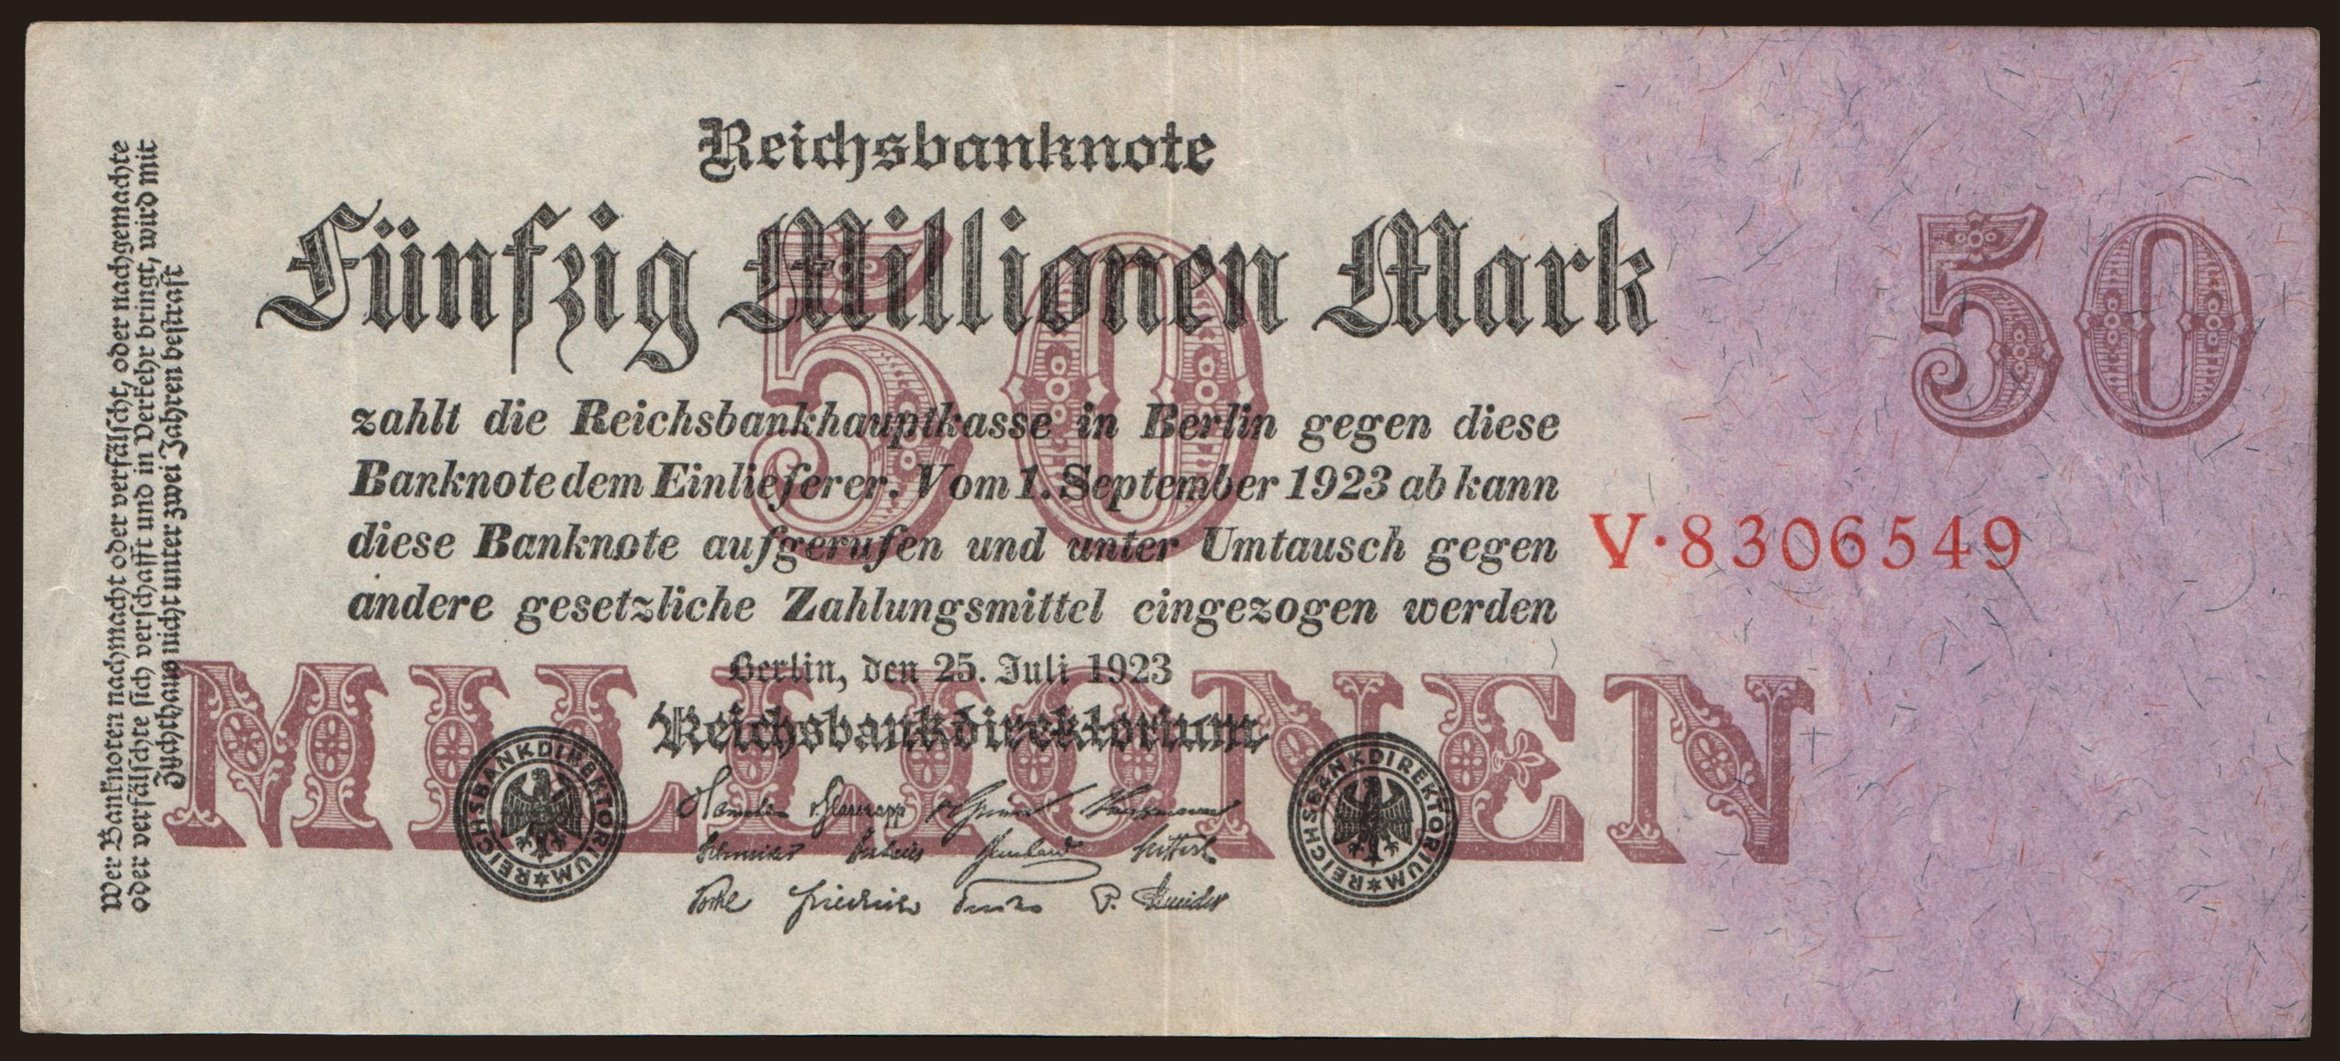 Reichsbanknote
Fünfzig Millionen Mark
50
50
zahlt die Reichsbankhauptkasse in Berlin gegen diese
Banknote dem Einlieferer. Vom 1. September 1923 ab kann
diese Banknote aufgerufen und unter Umtausch gegen
andere gesetzliche Zahlungsmittel eingezogen werden
V·8306549
Berlin, den 25. Juli 1923
Reichsbankdirektorium
MILLIONEN
REICHSBANKDIREKTORIUM
REICHSBANKDIREKTORIUM
Schneider
Friedrich
P. Schneider
Wer Banknoten nachmacht oder verfälscht, oder nachgemachte
oder verfälschte sich verschafft und in Verkehr bringt, wird mit
Zuchthaus nicht unter zwei Jahren bestraft